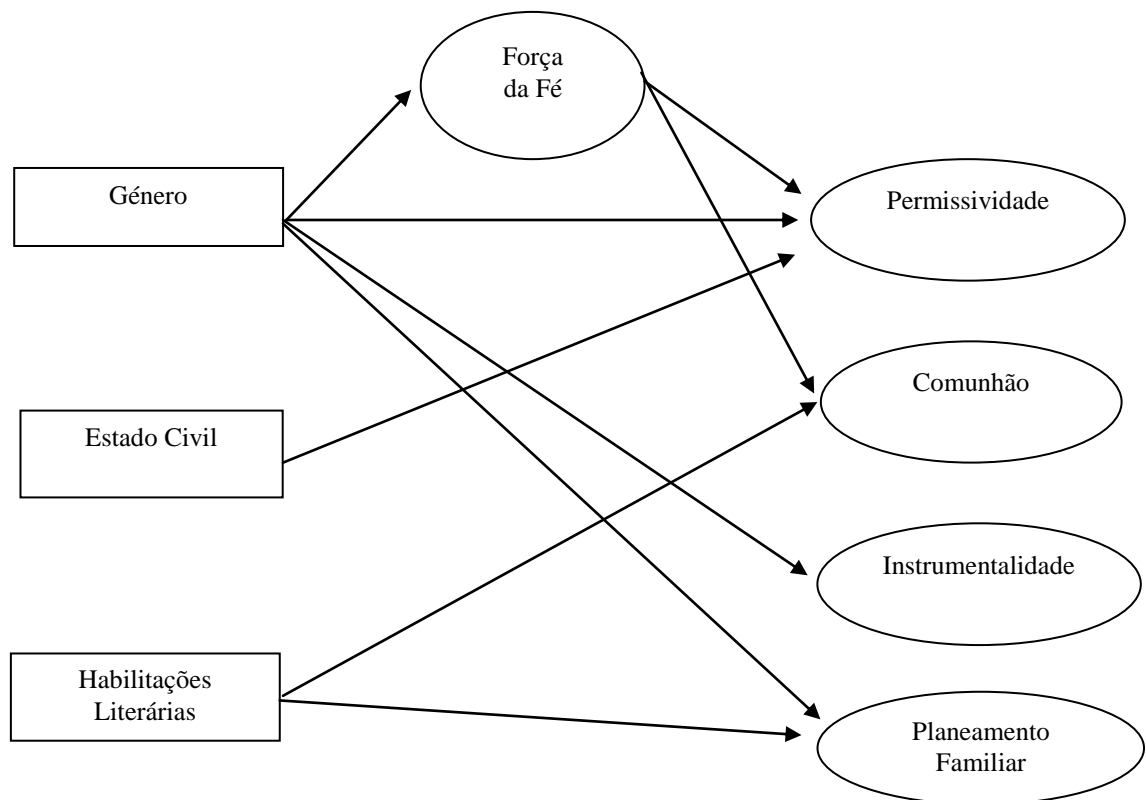 Força
da Fé
Género
Permissividade
Comunhão
Estado Civil
Instrumentalidade
Habilitações
Literárias
Planeamento
Familiar